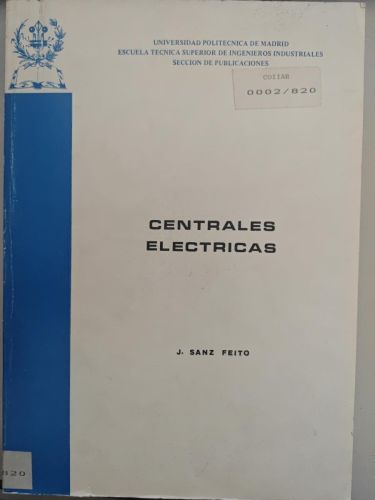 UNIVERSIDAD POLITECNICA DE MADRID
ESCUELA TECNICA SUPERIOR DE INGENIEROS INDUSTRIALES
SECCION DE PUBLICACIONES
COIIAR
0002/820
CENTRALES
ELECTRICAS
J. SANZ FEITO
820